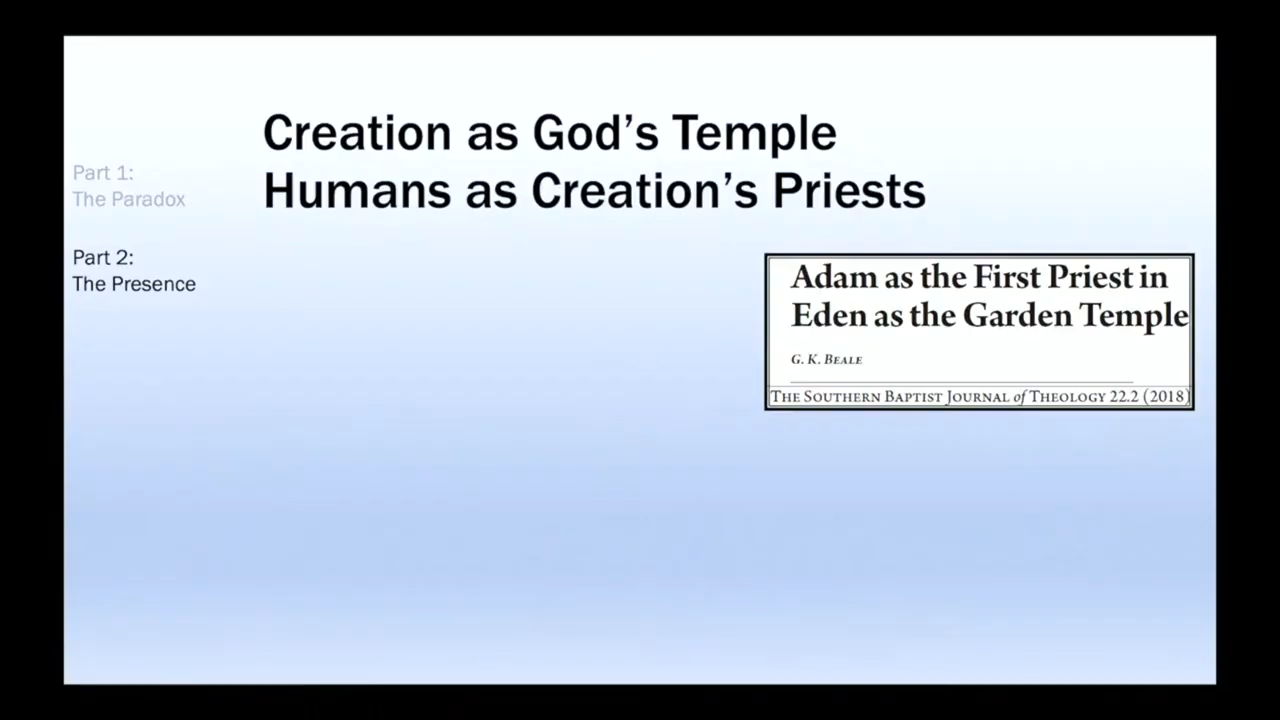 Creation as God's Temple
Humans as Creation's Priests
Part 1:
The Paradox
Part 2:
The Presence
Adam as the First Priest in
Eden as the Garden Temple
G. K. Beale
The Southern Baptist Journal of Theology 22.2 (2018)